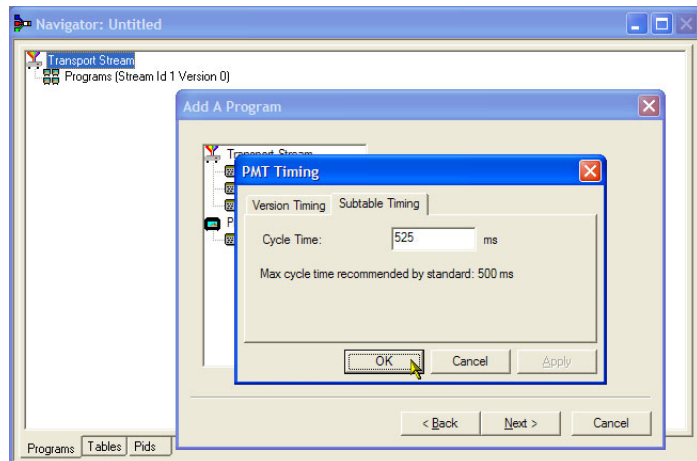 Navigator: Untitled
Transport Stream
Programs (Stream Id 1 Version 0)
Add A Program
Transport Stream
P
PMT Timing
Version Timing Subtable Timing
Cycle Time: 525 ms
Max cycle time recommended by standard: 500 ms
OK Cancel Apply
< Back Next > Cancel
Programs Tables Pids